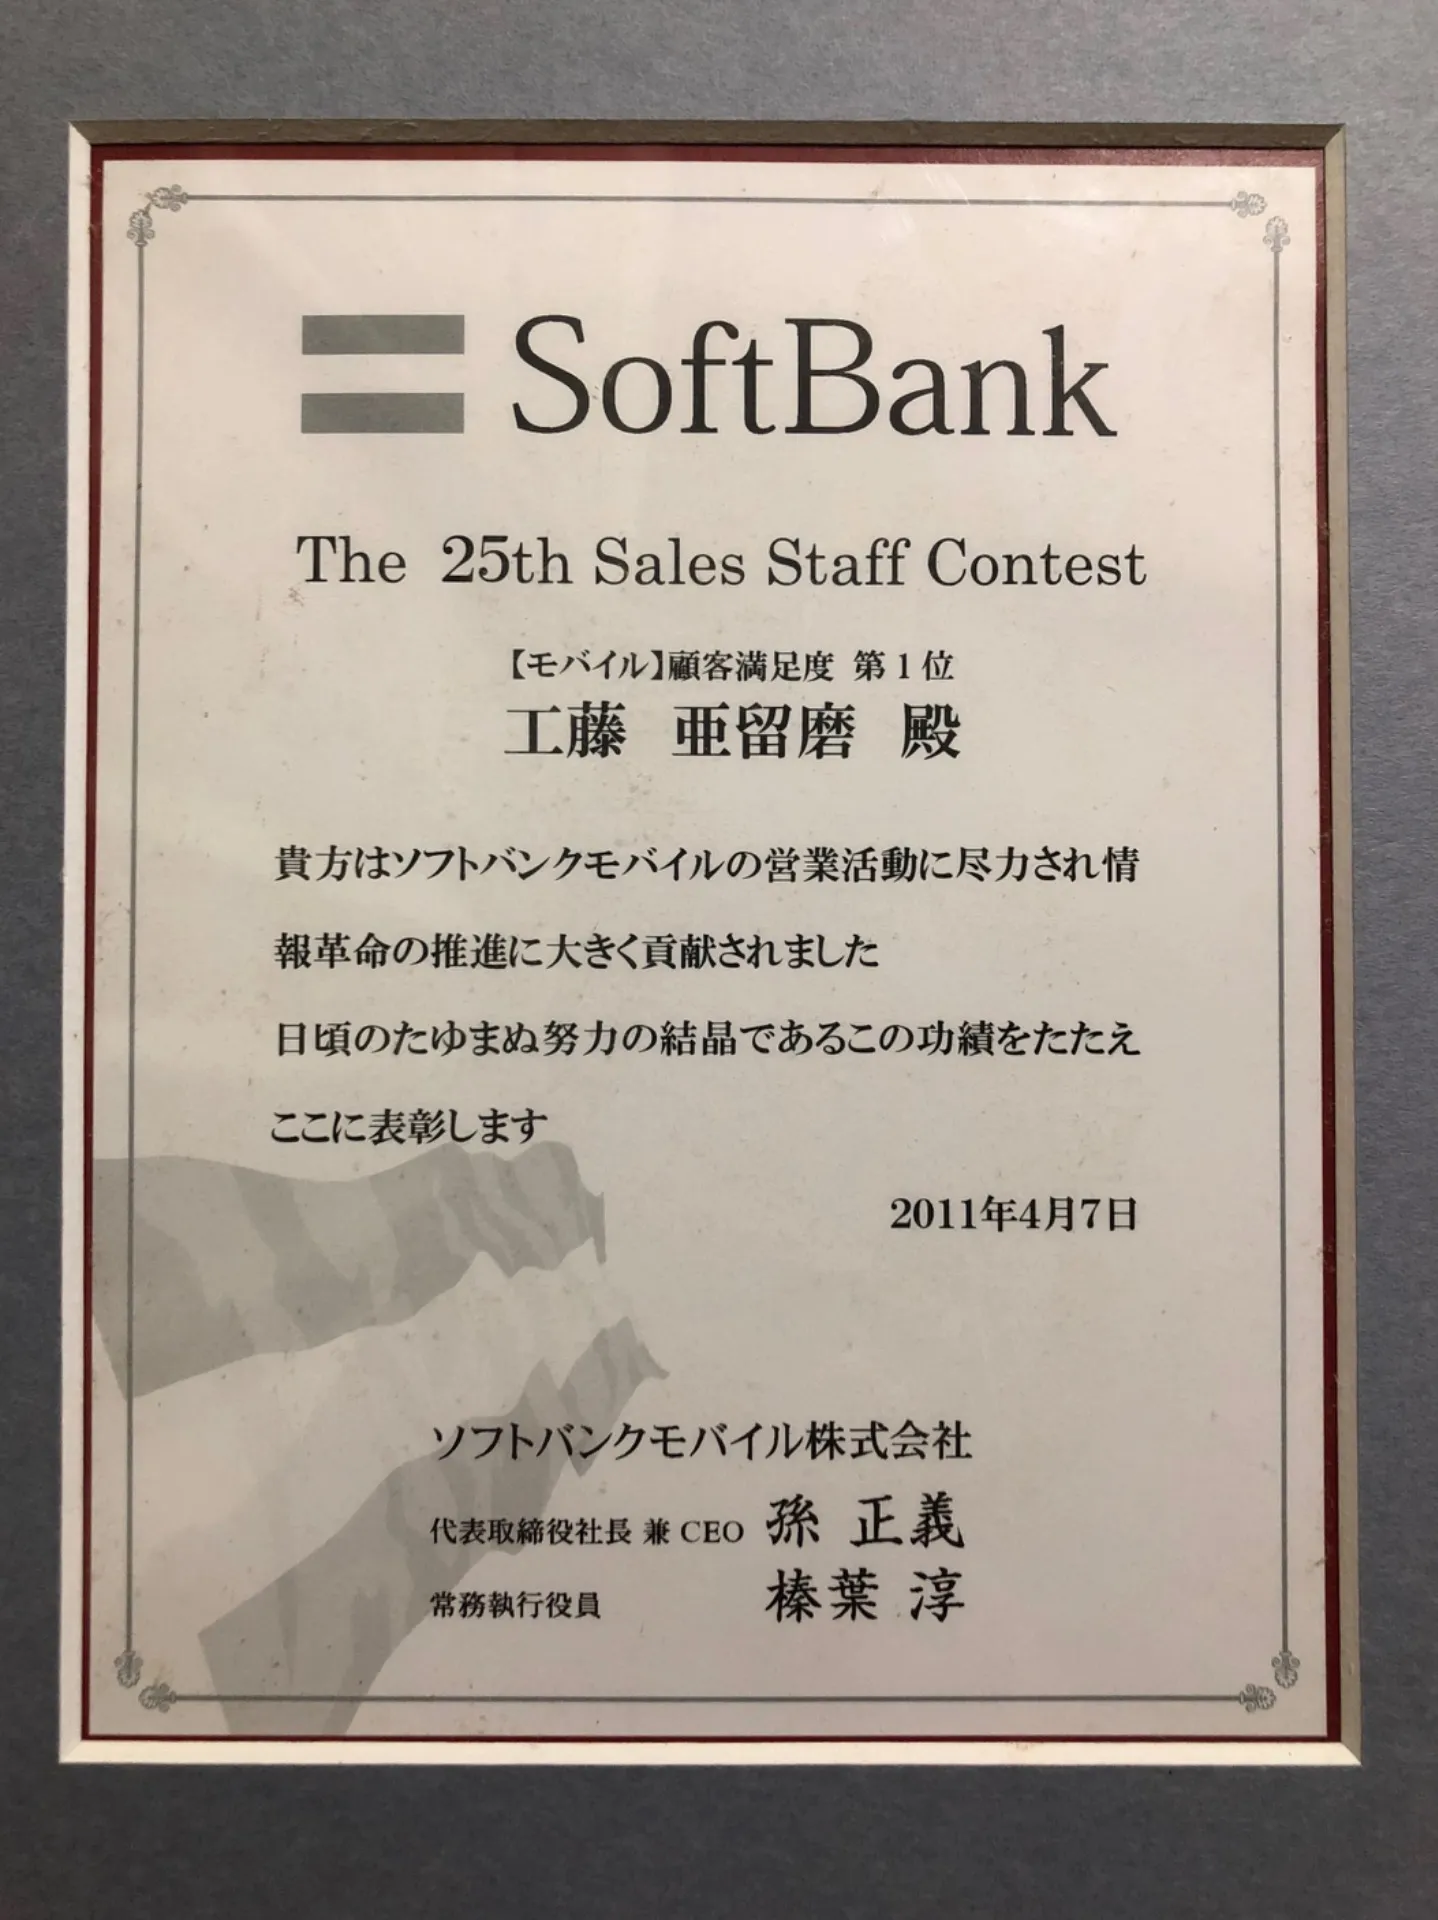 SoftBank
The 25th Sales Staff Contest
【モバイル】顧客満足度 第1位
工藤 亜留磨 殿
貴方はソフトバンクモバイルの営業活動に尽力され情
報革命の推進に大きく貢献されました
日頃のたゆまぬ努力の結晶であるこの功績をたたえ
ここに表彰します
2011年4月7日
ソフトバンクモバイル株式会社
代表取締役社長 兼 CEO 孫 正義
常務執行役員 榛葉 淳